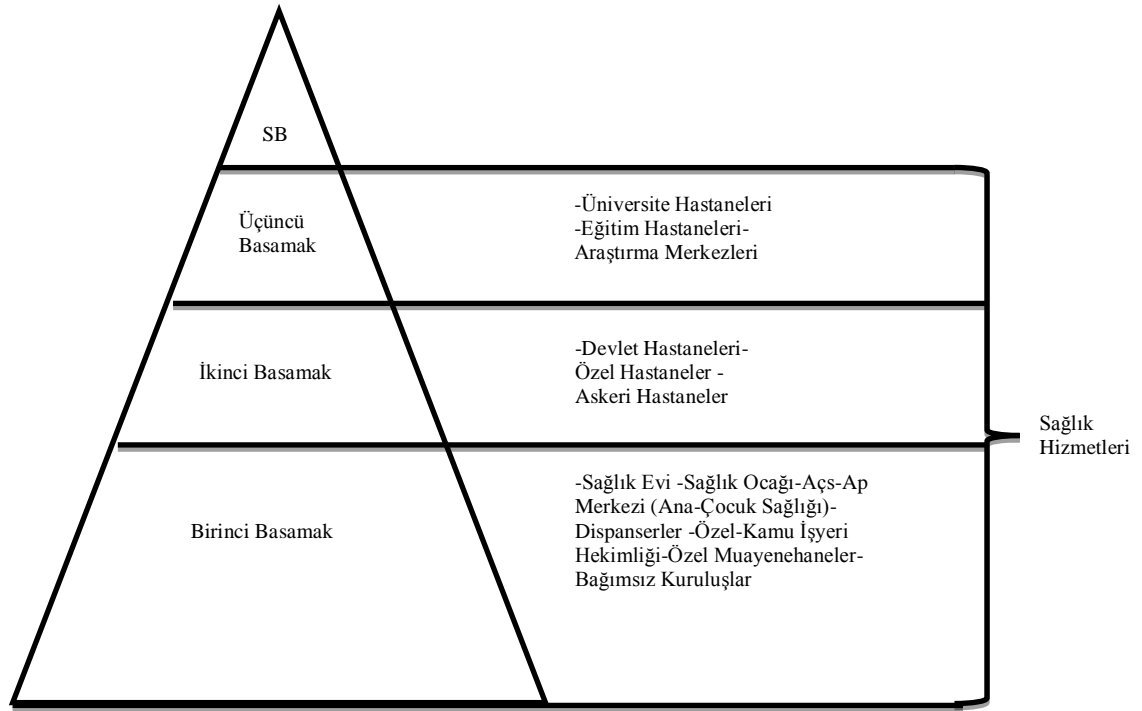 SB
Üçüncü
Basamak
-Üniversite Hastaneleri
-Eğitim Hastaneleri-
Araştırma Merkezleri
İkinci Basamak
-Devlet Hastaneleri-
Özel Hastaneler -
Askeri Hastaneler
Sağlık
Hizmetleri
Birinci Basamak
-Sağlık Evi -Sağlık Ocağı-Açs-Ap
Merkezi (Ana-Çocuk Sağlığı)-
Dispanserler -Özel-Kamu İşyeri
Hekimliği-Özel Muayenehaneler-
Bağımsız Kuruluşlar